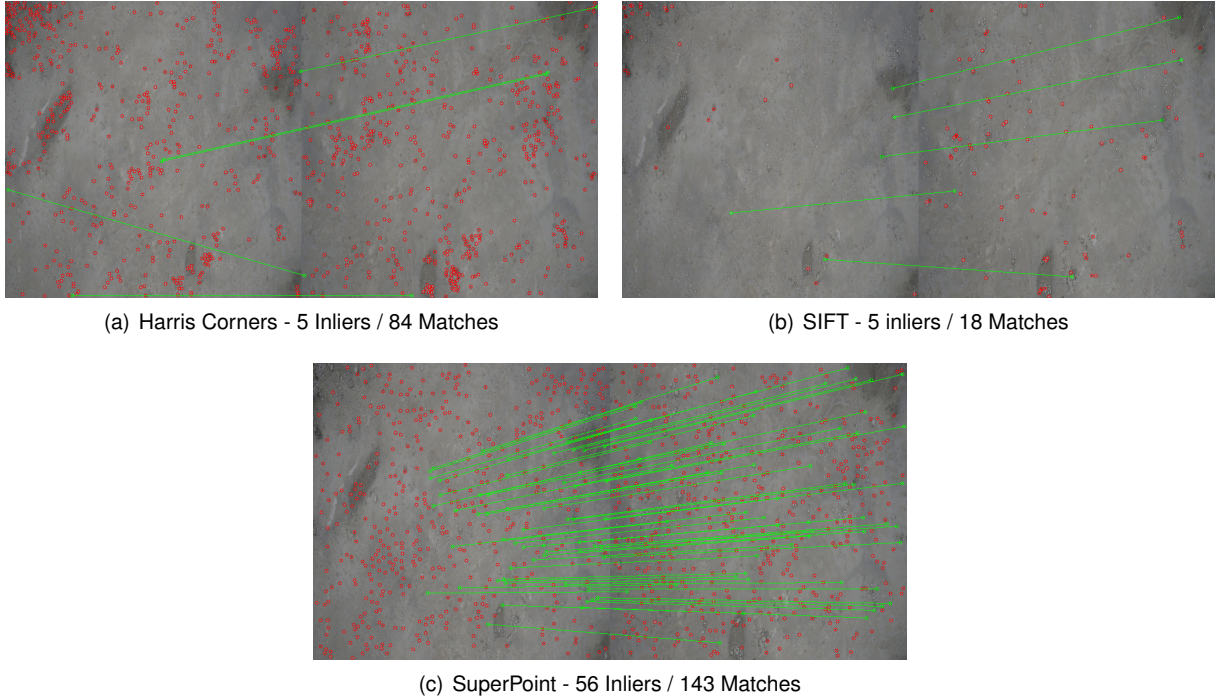 (a) Harris Corners - 5 Inliers / 84 Matches
(b) SIFT - 5 inliers / 18 Matches
(c) SuperPoint - 56 Inliers / 143 Matches